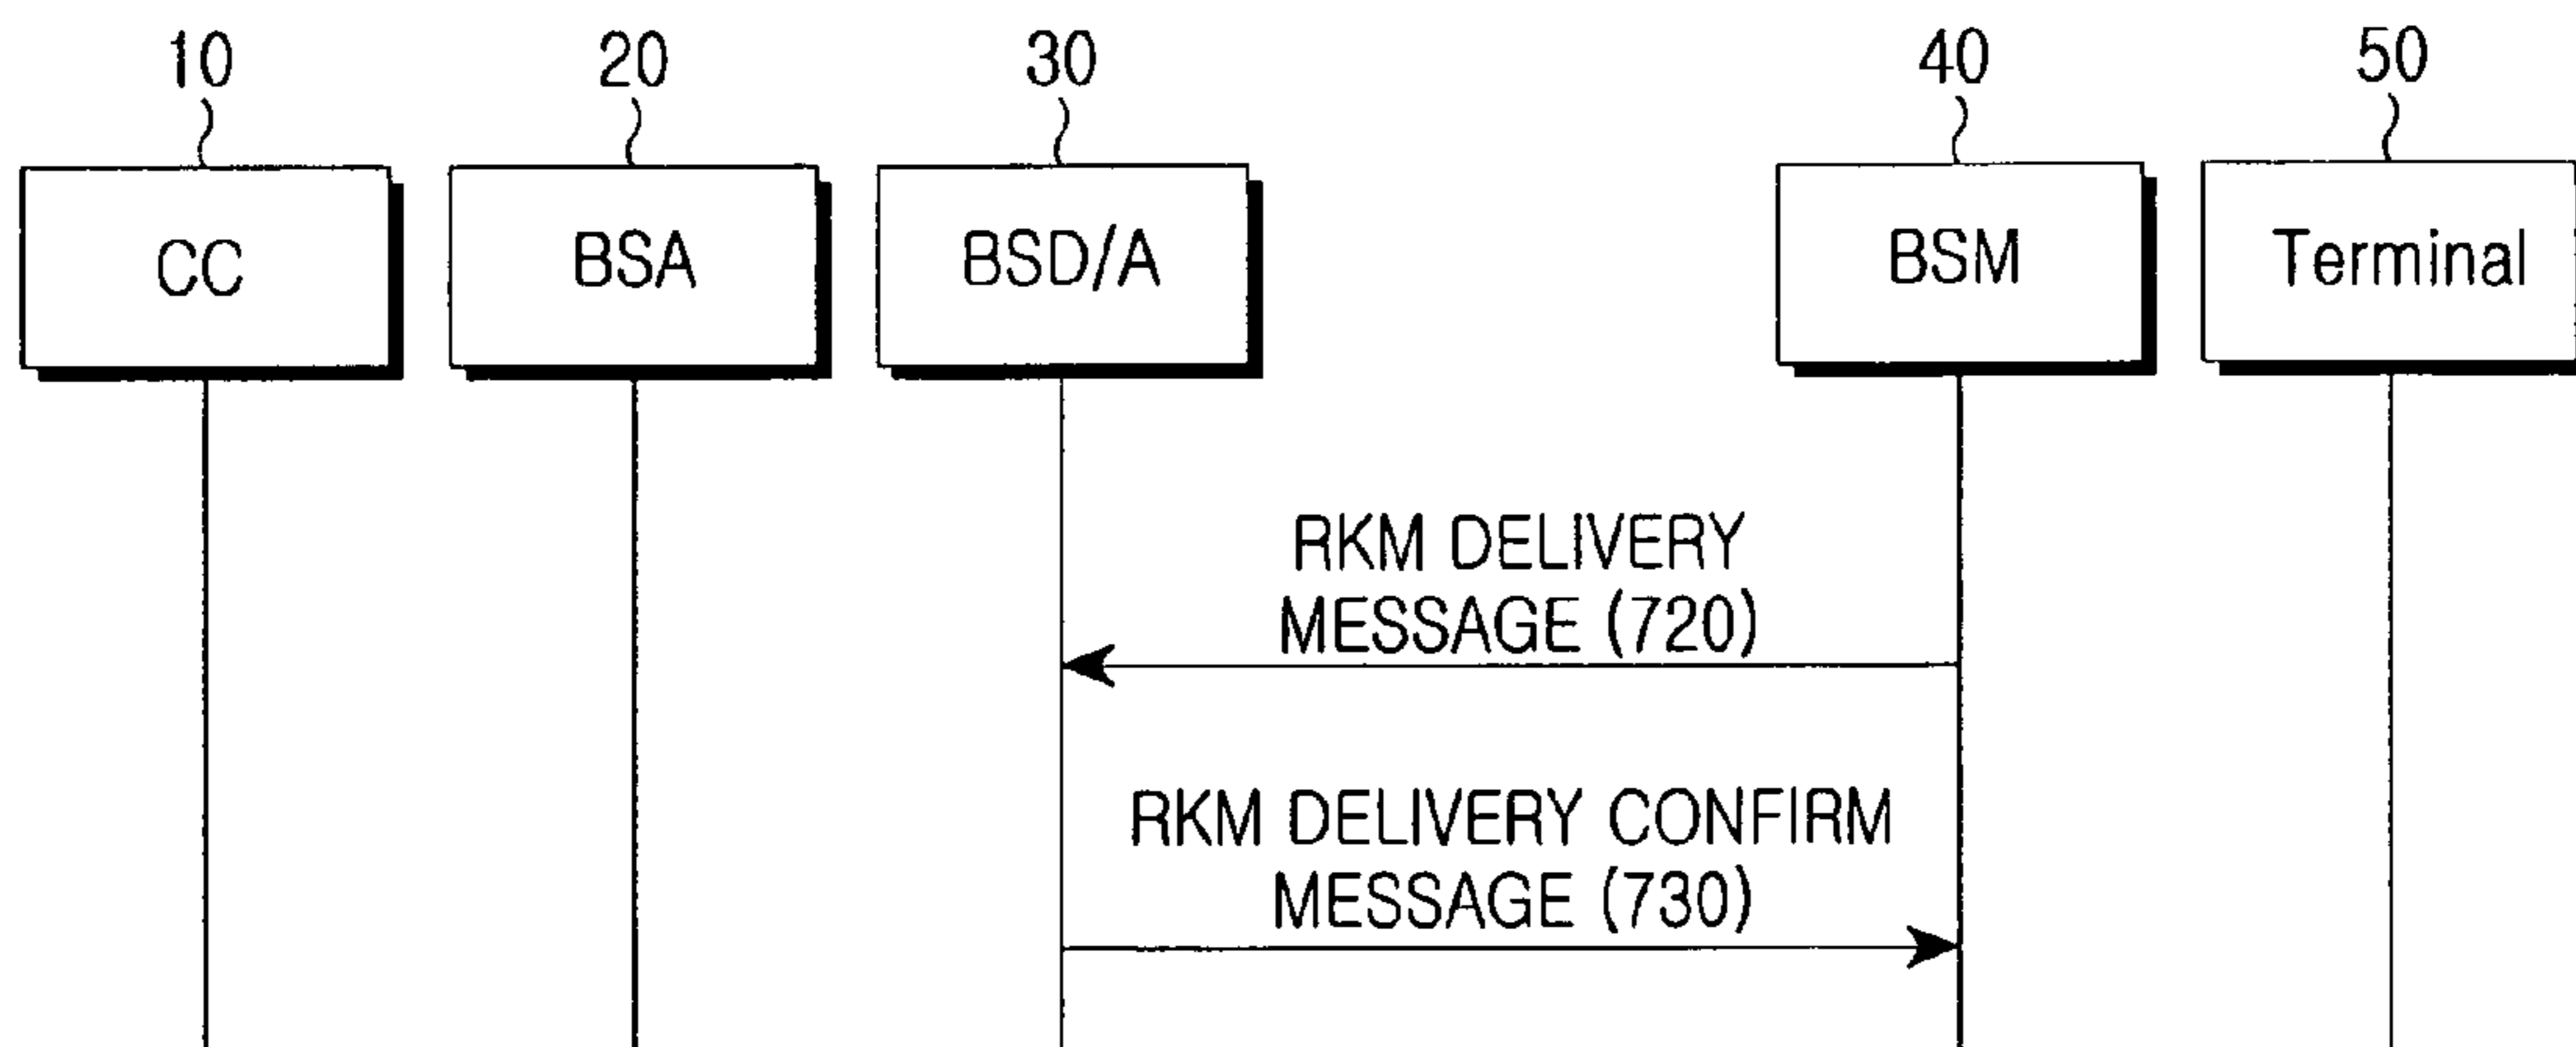 10
20
30
40
50
CC
BSA
BSD/A
BSM
Terminal
RKM DELIVERY
MESSAGE (720)
RKM DELIVERY CONFIRM
MESSAGE (730)